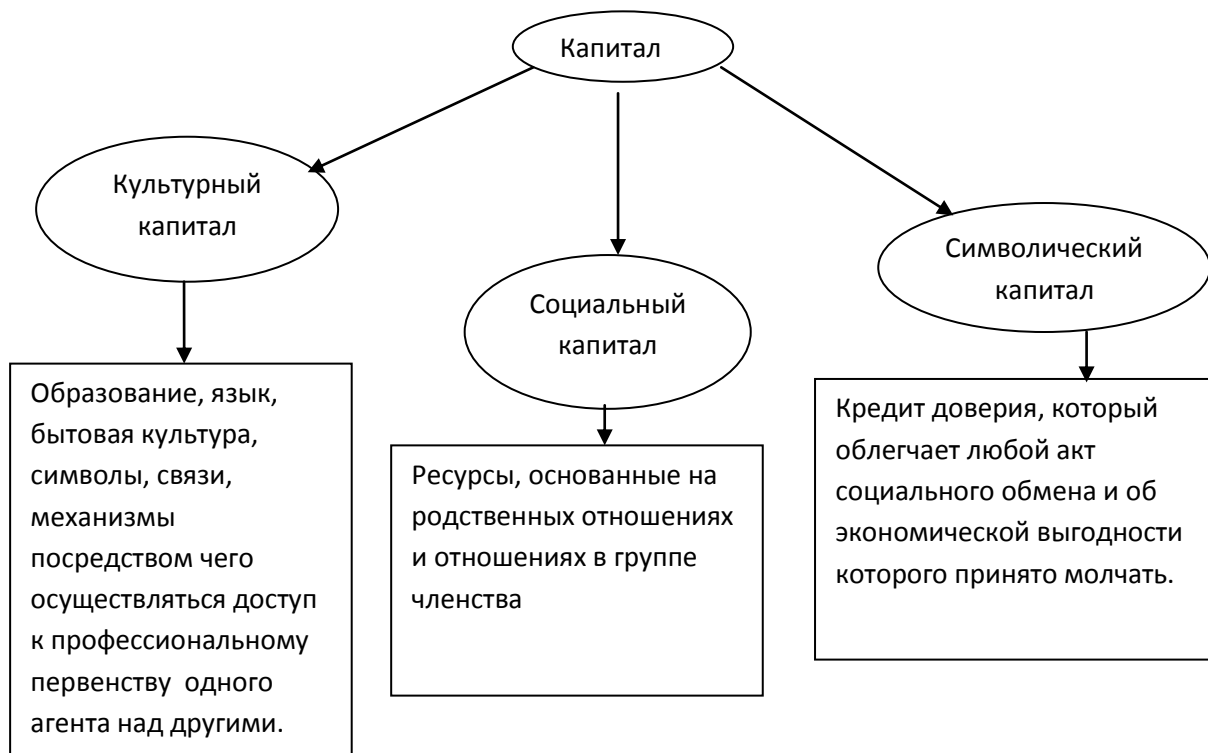 Капитал
Культурный
капитал
Социальный
капитал
Символический
капитал
Образование, язык,
бытовая культура,
символы, связи,
механизмы
посредством чего
осуществляться доступ
к профессиональному
первенству одного
агента над другими.
Ресурсы, основанные на
родственных отношениях
и отношениях в группе
членства
Кредит доверия, который
облегчает любой акт
социального обмена и об
экономической выгодности
которого принято молчать.